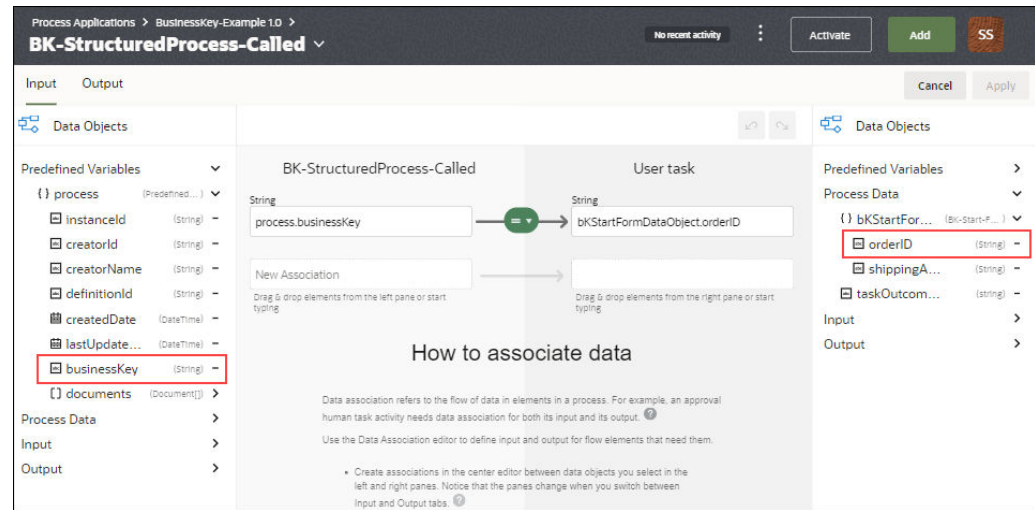 Process Applications > BusinessKey-Example 1.0 >
BK-StructuredProcess-Called
No recent activity
Activate
Add
SS
Input Output
Cancel
Apply
Data Objects
Data Objects
Predefined Variables
{ } process (Predefined... )
instanceId (String)
creatorId (String)
creatorName (String)
definitionId (String)
createdDate (DateTime)
lastUpdate... (DateTime)
businessKey (String)
[] documents (Document[])
Process Data
Input
Output
BK-StructuredProcess-Called
User task
String
process.businessKey
=
String
bKStartFormDataObject.orderID
New Association
Drag & drop elements from the left pane or start
typing
Drag & drop elements from the right pane or start
typing
How to associate data
Data association refers to the flow of data in elements in a process. For example, an approval
human task activity needs data association for both its input and its output. ?
Use the Data Association editor to define input and output for flow elements that need them.
• Create associations in the center editor between data objects you select in the
left and right panes. Notice that the panes change when you switch between
Input and Output tabs. ?
Predefined Variables
Process Data
{ } bKStartFor... (BK-Start-F... )
orderID (String)
shippingA... (String)
taskOutcom... (string)
Input
Output